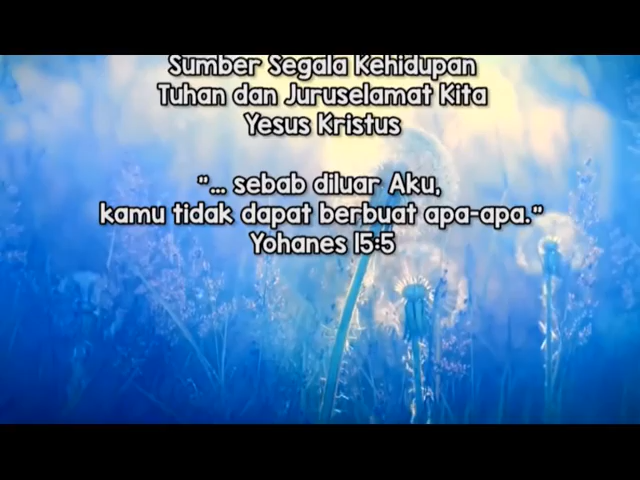 Sumber Segala Kehidupan
Tuhan dan Juruselamat Kita
Yesus Kristus
"... sebab diluar Aku,
kamu tidak dapat berbuat apa-apa."
Yohanes 15:5